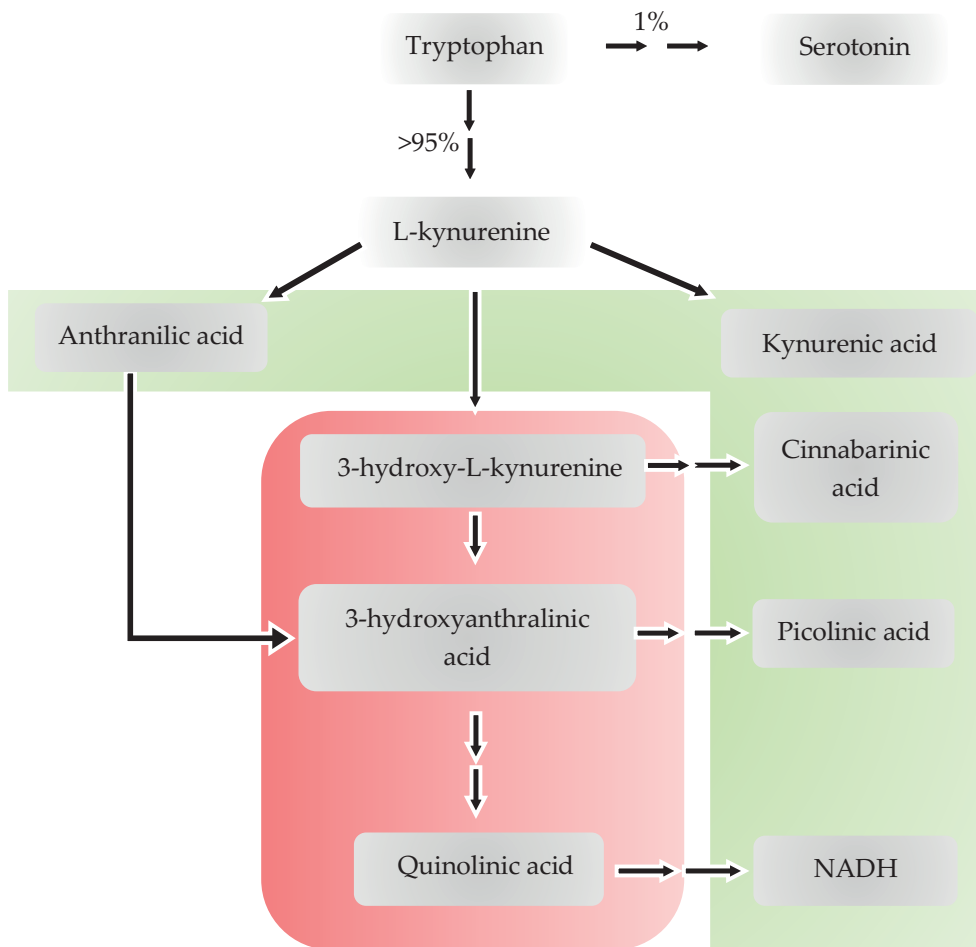 1%
Tryptophan
Serotonin
>95%
L-kynurenine
Anthranilic acid
Kynurenic acid
3-hydroxy-L-kynurenine
Cinnabarinic
acid
3-hydroxyanthralinic
acid
Picolinic acid
Quinolinic acid
NADH